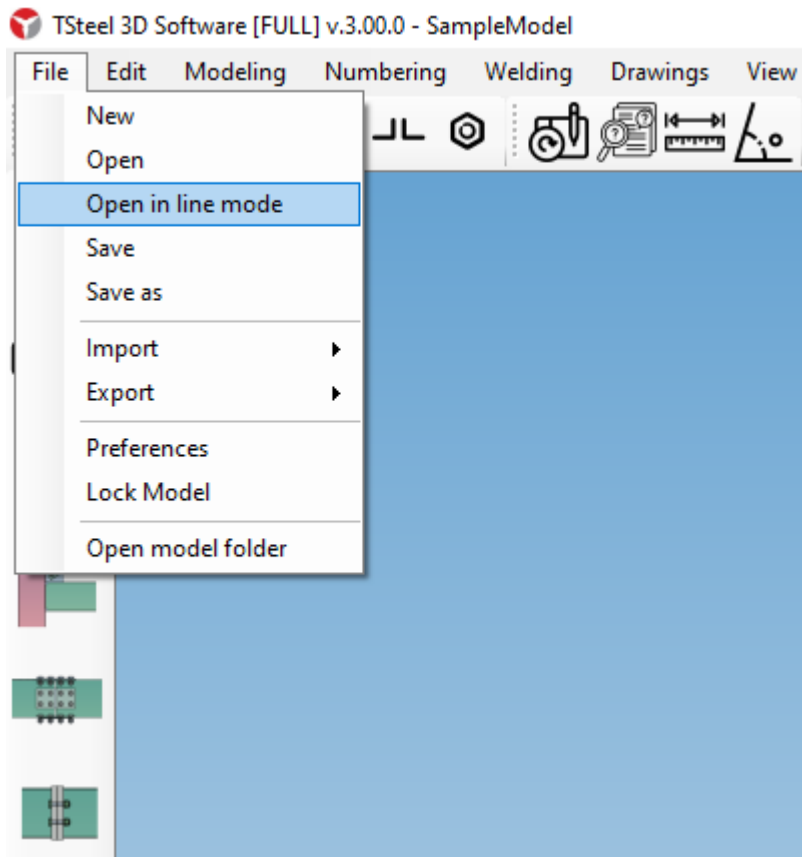 TSteel 3D Software [FULL] v.3.00.0 - SampleModel
File Edit Modeling Numbering Welding Drawings View
New
Open
Open in line mode
Save
Save as
Import
Export
Preferences
Lock Model
Open model folder